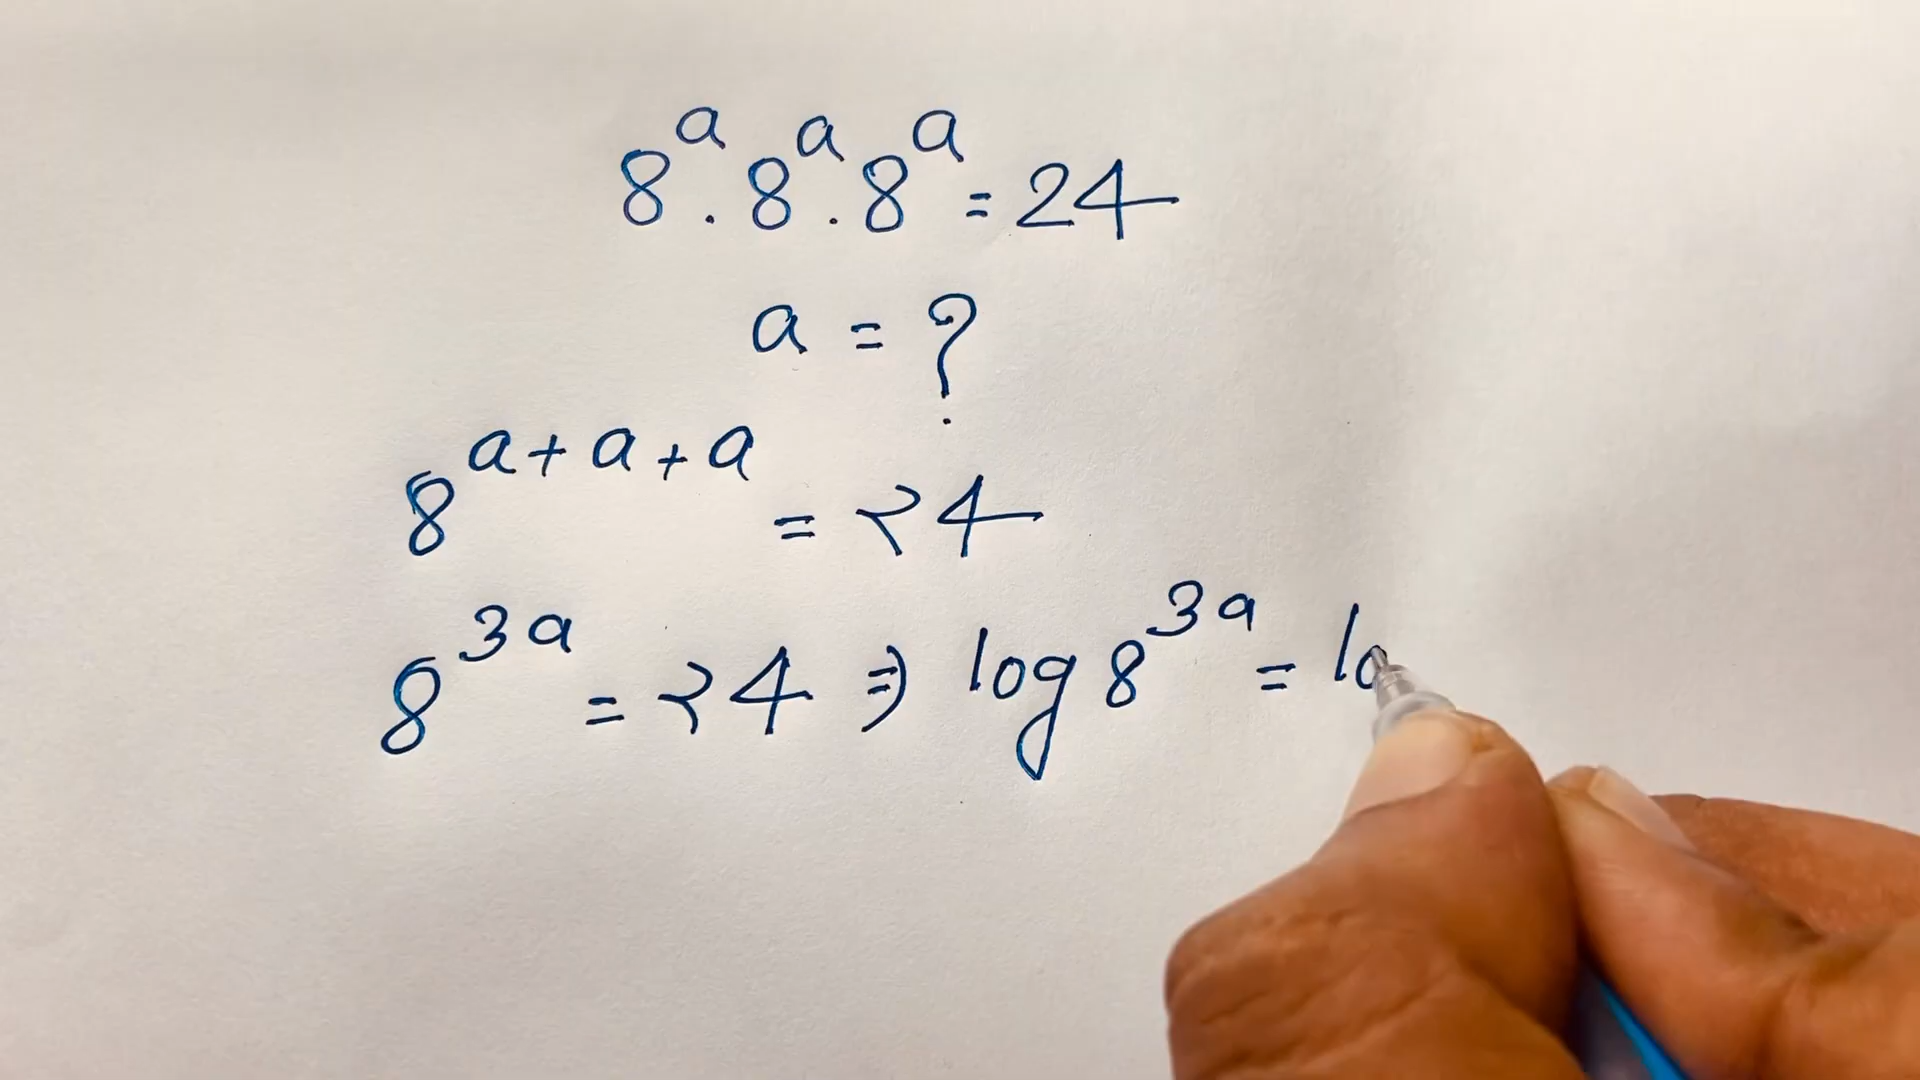 8^a . 8^a . 8^a = 24
a = ?
8^{a+a+a} = 24
8^{3a} = 24 ⇒ log 8^{3a} = lo